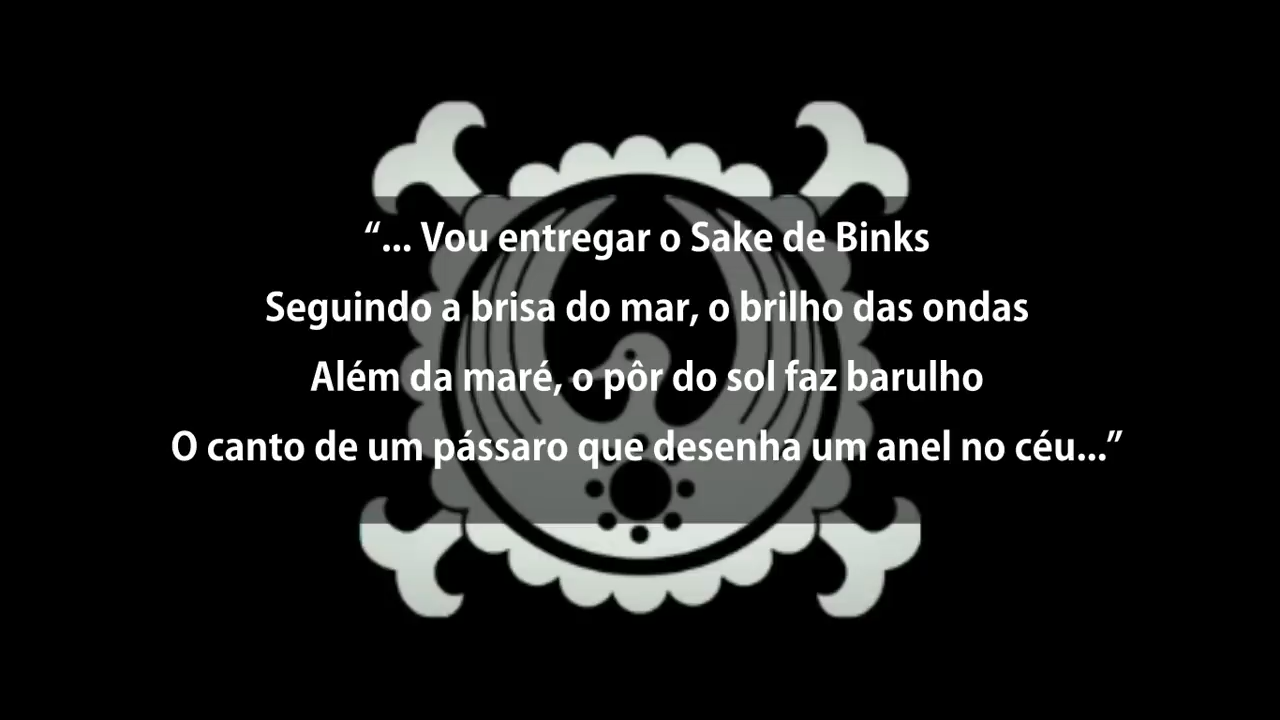 “... Vou entregar o Sake de Binks
Seguindo a brisa do mar, o brilho das ondas
Além da maré, o pôr do sol faz barulho
O canto de um pássaro que desenha um anel no céu...”